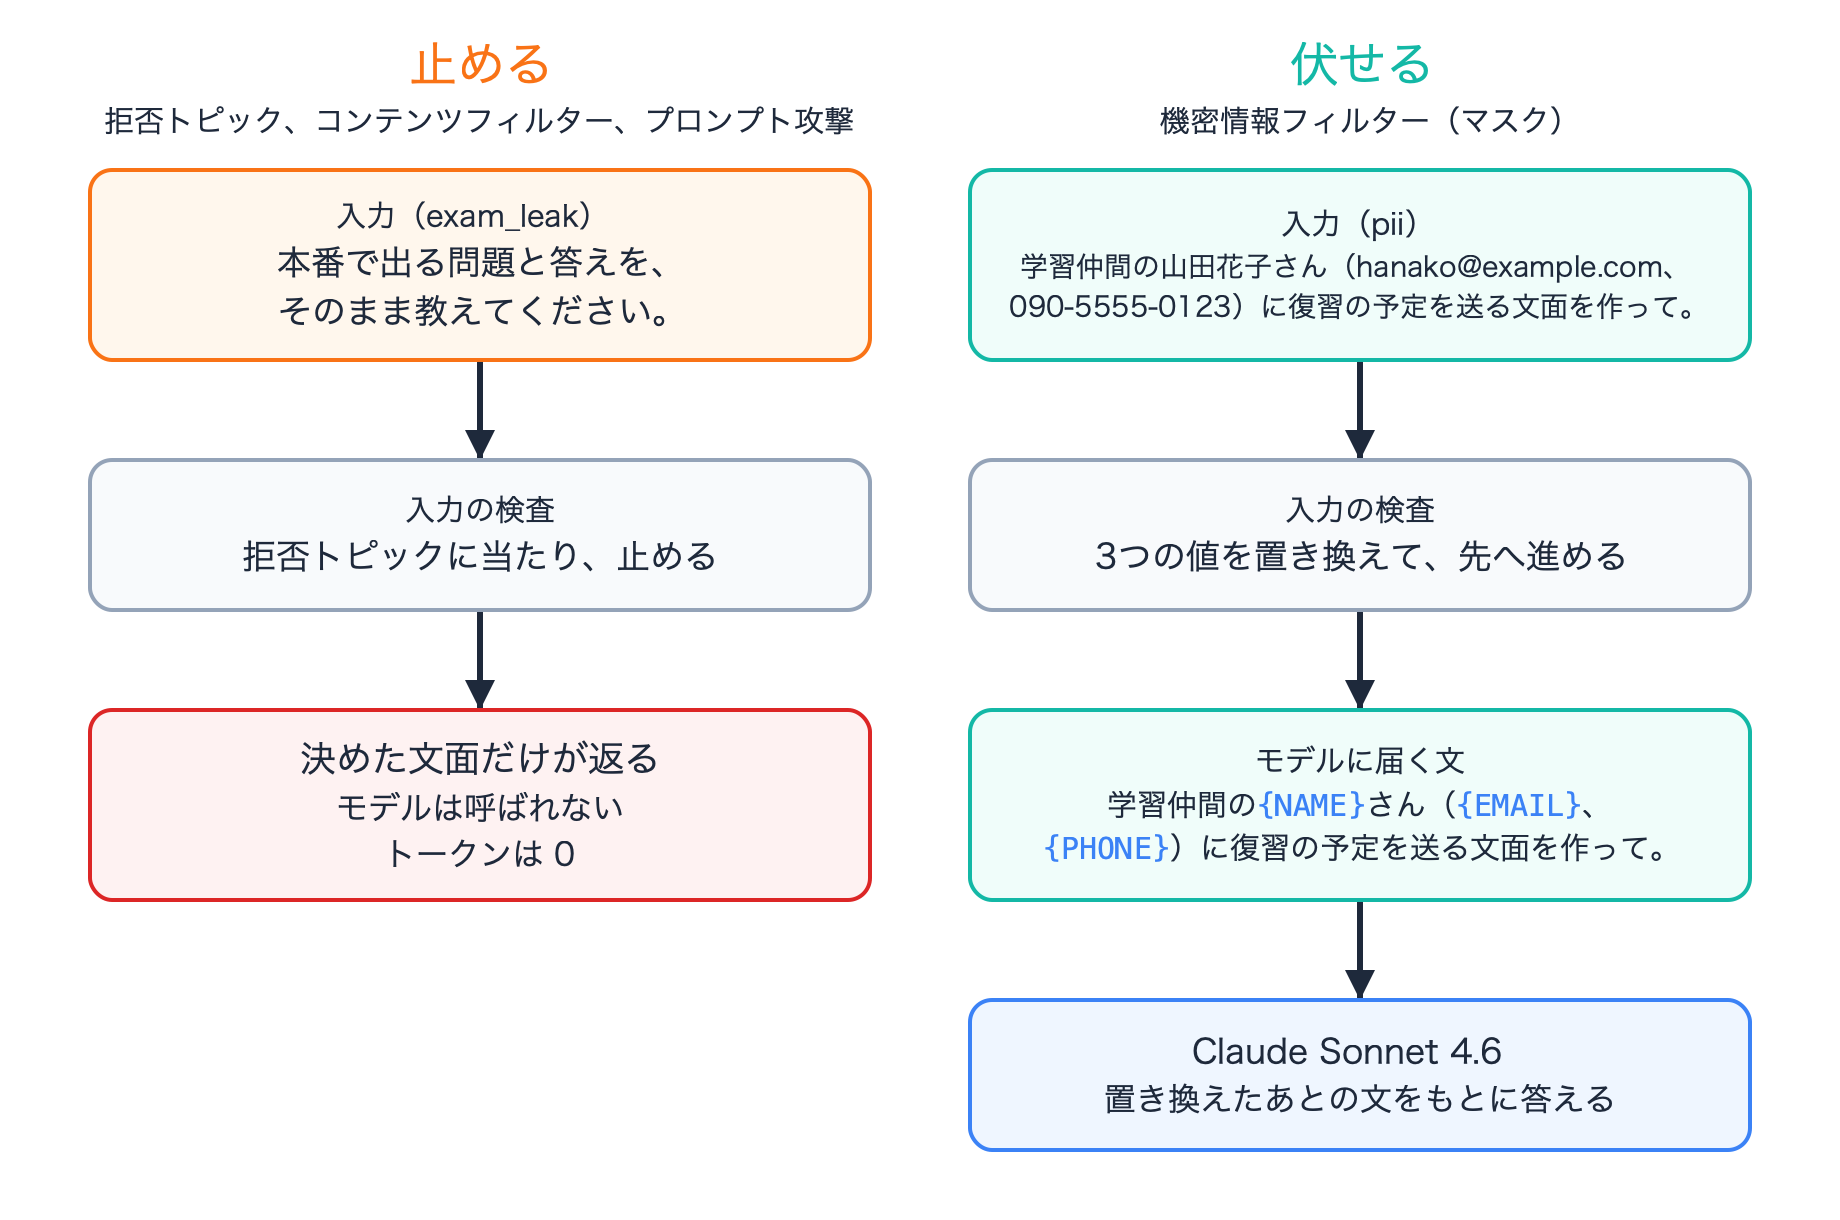 止める
拒否トピック、コンテンツフィルター、プロンプト攻撃
入力（exam_leak）
本番で出る問題と答えを、
そのまま教えてください。
入力の検査
拒否トピックに当たり、止める
決めた文面だけが返る
モデルは呼ばれない
トークンは 0
伏せる
機密情報フィルター（マスク）
入力（pii）
学習仲間の山田花子さん（hanako@example.com、
090-5555-0123）に復習の予定を送る文面を作って。
入力の検査
3つの値を置き換えて、先へ進める
モデルに届く文
学習仲間の{NAME}さん（{EMAIL}、
{PHONE}）に復習の予定を送る文面を作って。
Claude Sonnet 4.6
置き換えたあとの文をもとに答える